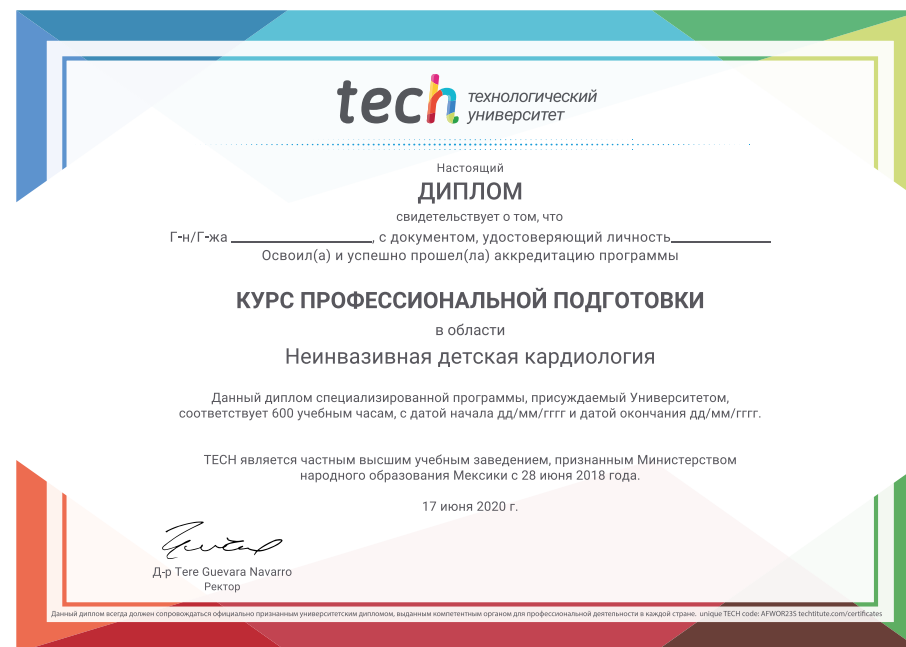 tech технологический университет
Настоящий
ДИПЛОМ
свидетельствует о том, что
Г-н/Г-жа ____________________, с документом, удостоверяющий личность______________
Освоил(а) и успешно прошел(ла) аккредитацию программы
КУРС ПРОФЕССИОНАЛЬНОЙ ПОДГОТОВКИ
в области
Неинвазивная детская кардиология
Данный диплом специализированной программы, присуждаемый Университетом,
соответствует 600 учебным часам, с датой начала дд/мм/гггг и датой окончания дд/мм/гггг.
TECH является частным высшим учебным заведением, признанным Министерством
народного образования Мексики с 28 июня 2018 года.
17 июня 2020 г.
Д-р Tere Guevara Navarro
Ректор
Данный диплом всегда должен сопровождаться официально признанным университетским дипломом, выданным компетентным органом для профессиональной деятельности в каждой стране. unique TECH code: AFWOR23S techtitute.com/certificates